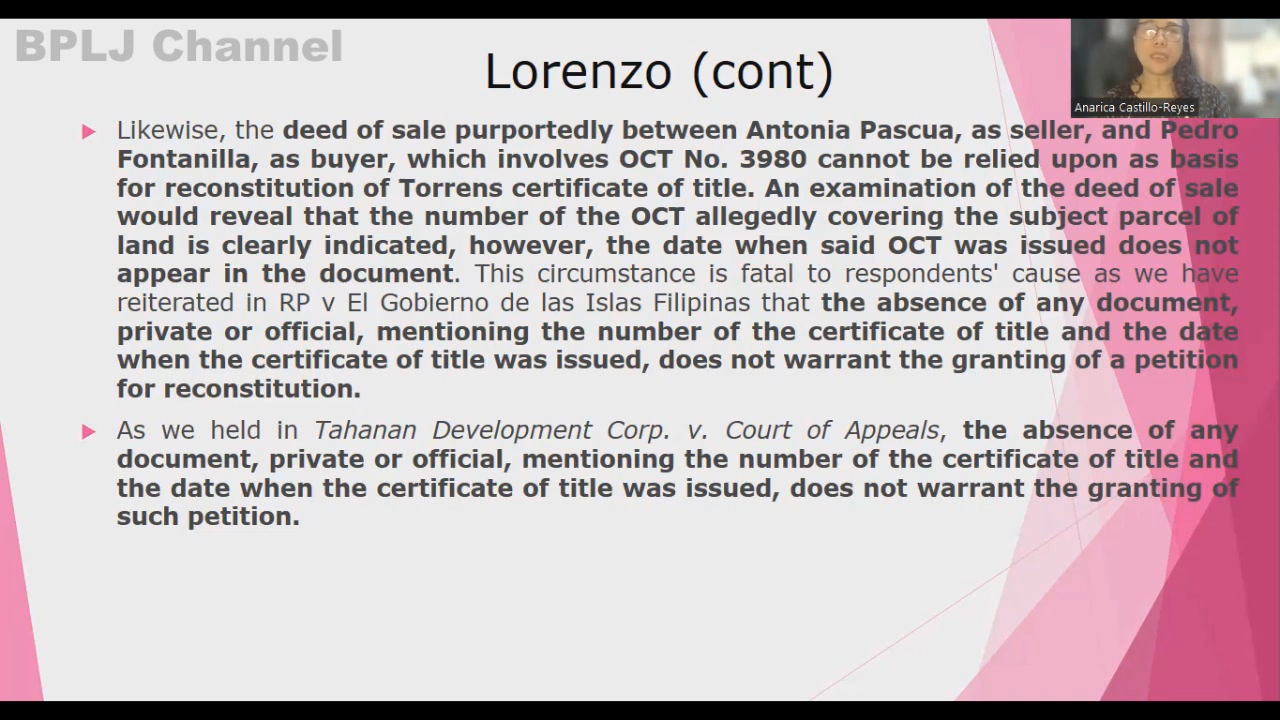 BPLJ Channel
Lorenzo (cont)
Anarica Castillo-Reyes
Likewise, the deed of sale purportedly between Antonia Pascua, as seller, and Pedro
Fontanilla, as buyer, which involves OCT No. 3980 cannot be relied upon as basis
for reconstitution of Torrens certificate of title. An examination of the deed of sale
would reveal that the number of the OCT allegedly covering the subject parcel of
land is clearly indicated, however, the date when said OCT was issued does not
appear in the document. This circumstance is fatal to respondents' cause as we have
reiterated in RP v El Gobierno de las Islas Filipinas that the absence of any document,
private or official, mentioning the number of the certificate of title and the date
when the certificate of title was issued, does not warrant the granting of a petition
for reconstitution.
As we held in Tahanan Development Corp. v. Court of Appeals, the absence of any
document, private or official, mentioning the number of the certificate of title and
the date when the certificate of title was issued, does not warrant the granting of
such petition.